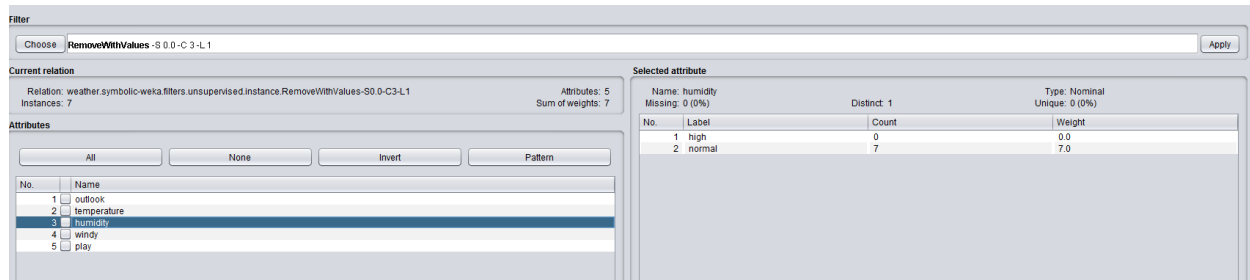 Filter
Choose RemoveWithValues -S 0.0 -C 3 -L 1 Apply
Current relation
Relation: weather.symbolic-weka.filters.unsupervised.instance.RemoveWithValues-S0.0-C3-L1 Attributes: 5
Instances: 7 Sum of weights: 7
Attributes
All None Invert Pattern
No. Name
1 outlook
2 temperature
3 humidity
4 windy
5 play
Selected attribute
Name: humidity Type: Nominal
Missing: 0 (0%) Distinct: 1 Unique: 0 (0%)
No. Label Count Weight
1 high 0 0.0
2 normal 7 7.0